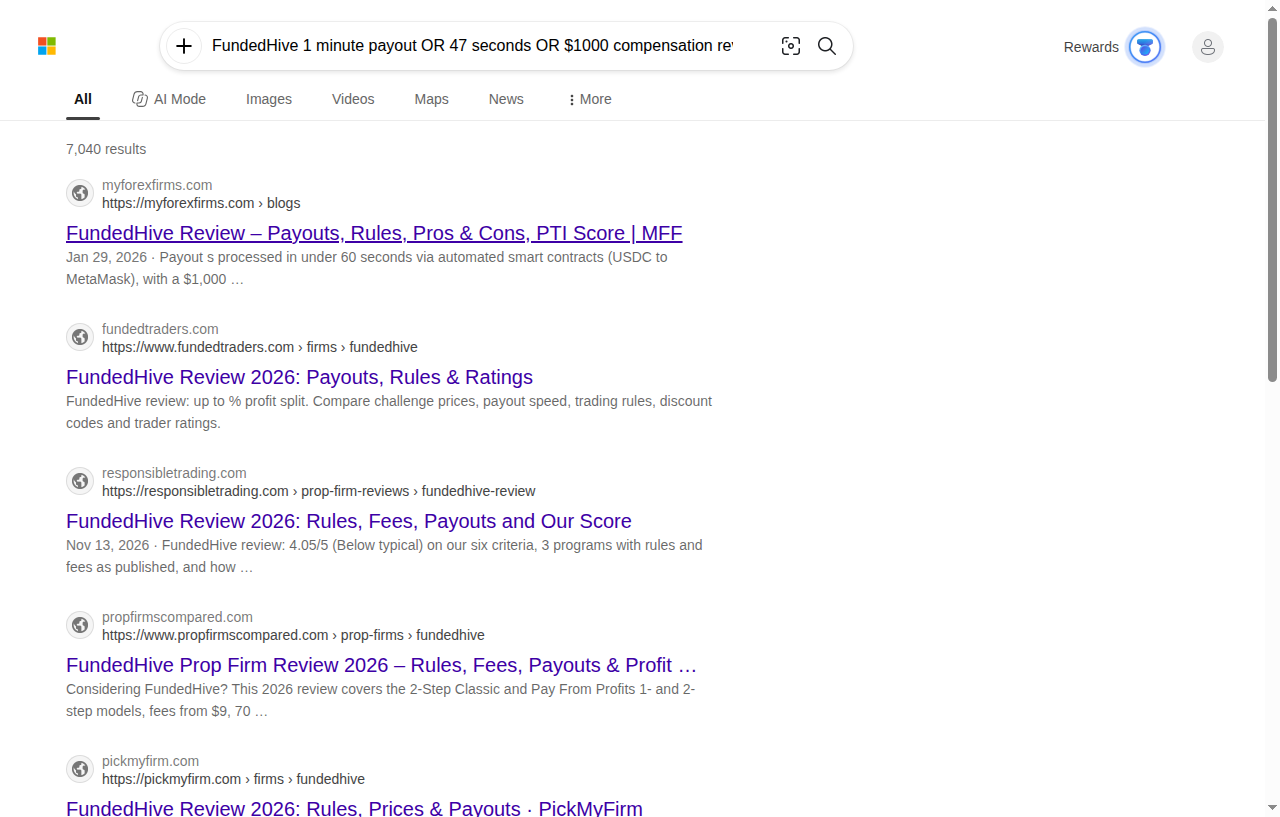 FundedHive 1 minute payout OR 47 seconds OR $1000 compensation rev
Rewards
All
AI Mode
Images
Videos
Maps
News
More
7,040 results
myforexfirms.com
https://myforexfirms.com › blogs
FundedHive Review – Payouts, Rules, Pros & Cons, PTI Score | MFF
Jan 29, 2026 · Payout s processed in under 60 seconds via automated smart contracts (USDC to
MetaMask), with a $1,000 …
fundedtraders.com
https://www.fundedtraders.com › firms › fundedhive
FundedHive Review 2026: Payouts, Rules & Ratings
FundedHive review: up to % profit split. Compare challenge prices, payout speed, trading rules, discount
codes and trader ratings.
responsibletrading.com
https://responsibletrading.com › prop-firm-reviews › fundedhive-review
FundedHive Review 2026: Rules, Fees, Payouts and Our Score
Nov 13, 2026 · FundedHive review: 4.05/5 (Below typical) on our six criteria, 3 programs with rules and
fees as published, and how …
propfirmscompared.com
https://www.propfirmscompared.com › prop-firms › fundedhive
FundedHive Prop Firm Review 2026 – Rules, Fees, Payouts & Profit …
Considering FundedHive? This 2026 review covers the 2-Step Classic and Pay From Profits 1- and 2-
step models, fees from $9, 70 …
pickmyfirm.com
https://pickmyfirm.com › firms › fundedhive
FundedHive Review 2026: Rules, Prices & Payouts · PickMyFirm